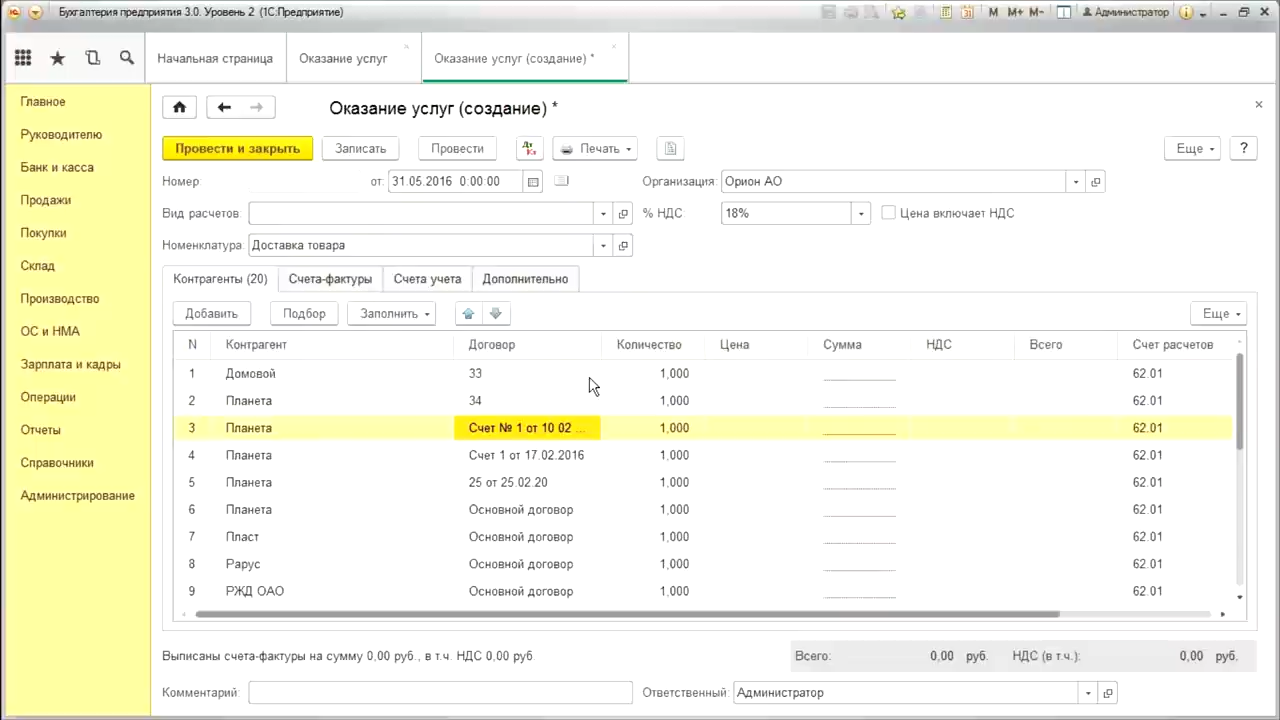 Бухгалтерия предприятия 3.0. Уровень 2 (1С:Предприятие)
M M+ M- Администратор
Начальная страница Оказание услуг Оказание услуг (создание) *
Главное
Руководителю
Банк и касса
Продажи
Покупки
Склад
Производство
ОС и НМА
Зарплата и кадры
Операции
Отчеты
Справочники
Администрирование
Оказание услуг (создание) *
Провести и закрыть Записать Провести Дт Кт Печать Еще ?
Номер: от: 31.05.2016 0:00:00 Организация: Орион АО
Вид расчетов: % НДС 18% Цена включает НДС
Номенклатура: Доставка товара
Контрагенты (20) Счета-фактуры Счета учета Дополнительно
Добавить Подбор Заполнить Еще
N Контрагент Договор Количество Цена Сумма НДС Всего Счет расчетов
1 Домовой 33 1,000 62.01
2 Планета 34 1,000 62.01
3 Планета Счет № 1 от 10 02 ... 1,000 62.01
4 Планета Счет 1 от 17.02.2016 1,000 62.01
5 Планета 25 от 25.02.20 1,000 62.01
6 Планета Основной договор 1,000 62.01
7 Пласт Основной договор 1,000 62.01
8 Рарус Основной договор 1,000 62.01
9 РЖД ОАО Основной договор 1,000 62.01
Выписаны счета-фактуры на сумму 0,00 руб., в т.ч. НДС 0,00 руб. Всего: 0,00 руб. НДС (в т.ч.): 0,00 руб.
Комментарий: Ответственный: Администратор